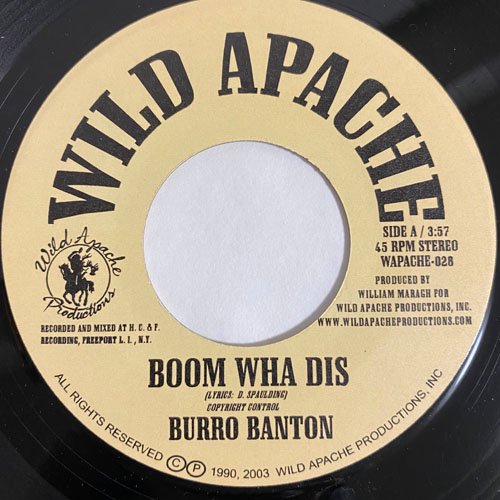 WILD APACHE
Wild Apache
Productions
SIDE A / 3:57
45 RPM STEREO
WAPACHE-028
PRODUCED BY
WILLIAM MARAGH FOR
WILD APACHE PRODUCTIONS, INC.
WWW.WILDAPACHEPRODUCTIONS.COM
RECORDED AND MIXED AT H. C. & F.
RECORDING, FREEPORT L. I. , N.Y.
BOOM WHA DIS
(LYRICS: D. SPAULDING)
COPYRIGHT CONTROL
BURRO BANTON
ALL RIGHTS RESERVED Ⓒ Ⓟ 1990, 2003 WILD APACHE PRODUCTIONS, INC